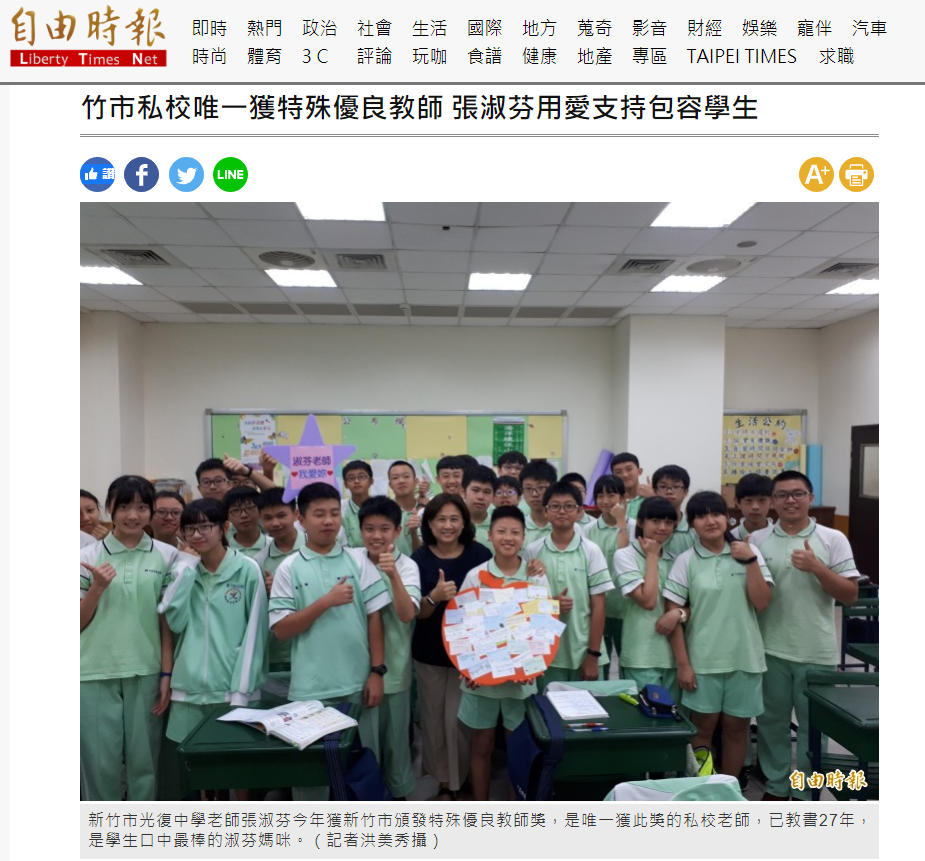 自由時報
Liberty Times Net
即時 熱門 政治 社會 生活 國際 地方 蒐奇 影音 財經 娛樂 寵伴 汽車
時尚 體育 3 C 評論 玩咖 食譜 健康 地產 專區 TAIPEI TIMES 求職
竹市私校唯一獲特殊優良教師 張淑芬用愛支持包容學生
讚
LINE
A+
公布欄
生活公約
淑芬老師
我愛妳
自由時報
新竹市光復中學老師張淑芬今年獲新竹市頒發特殊優良教師獎，是唯一獲此獎的私校老師，已教書27年，
是學生口中最棒的淑芬媽咪。（記者洪美秀攝）